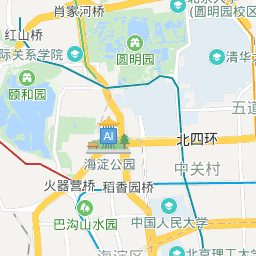 肖家河桥
北京大学
(圆明园校区
红山桥
际关系学院
圆明园
清华
颐和园
五道
AI
北四环
海淀公园
中关村
火器营桥
稻香园桥
巴沟山水园
中国人民大学
海淀区
北京理工大学